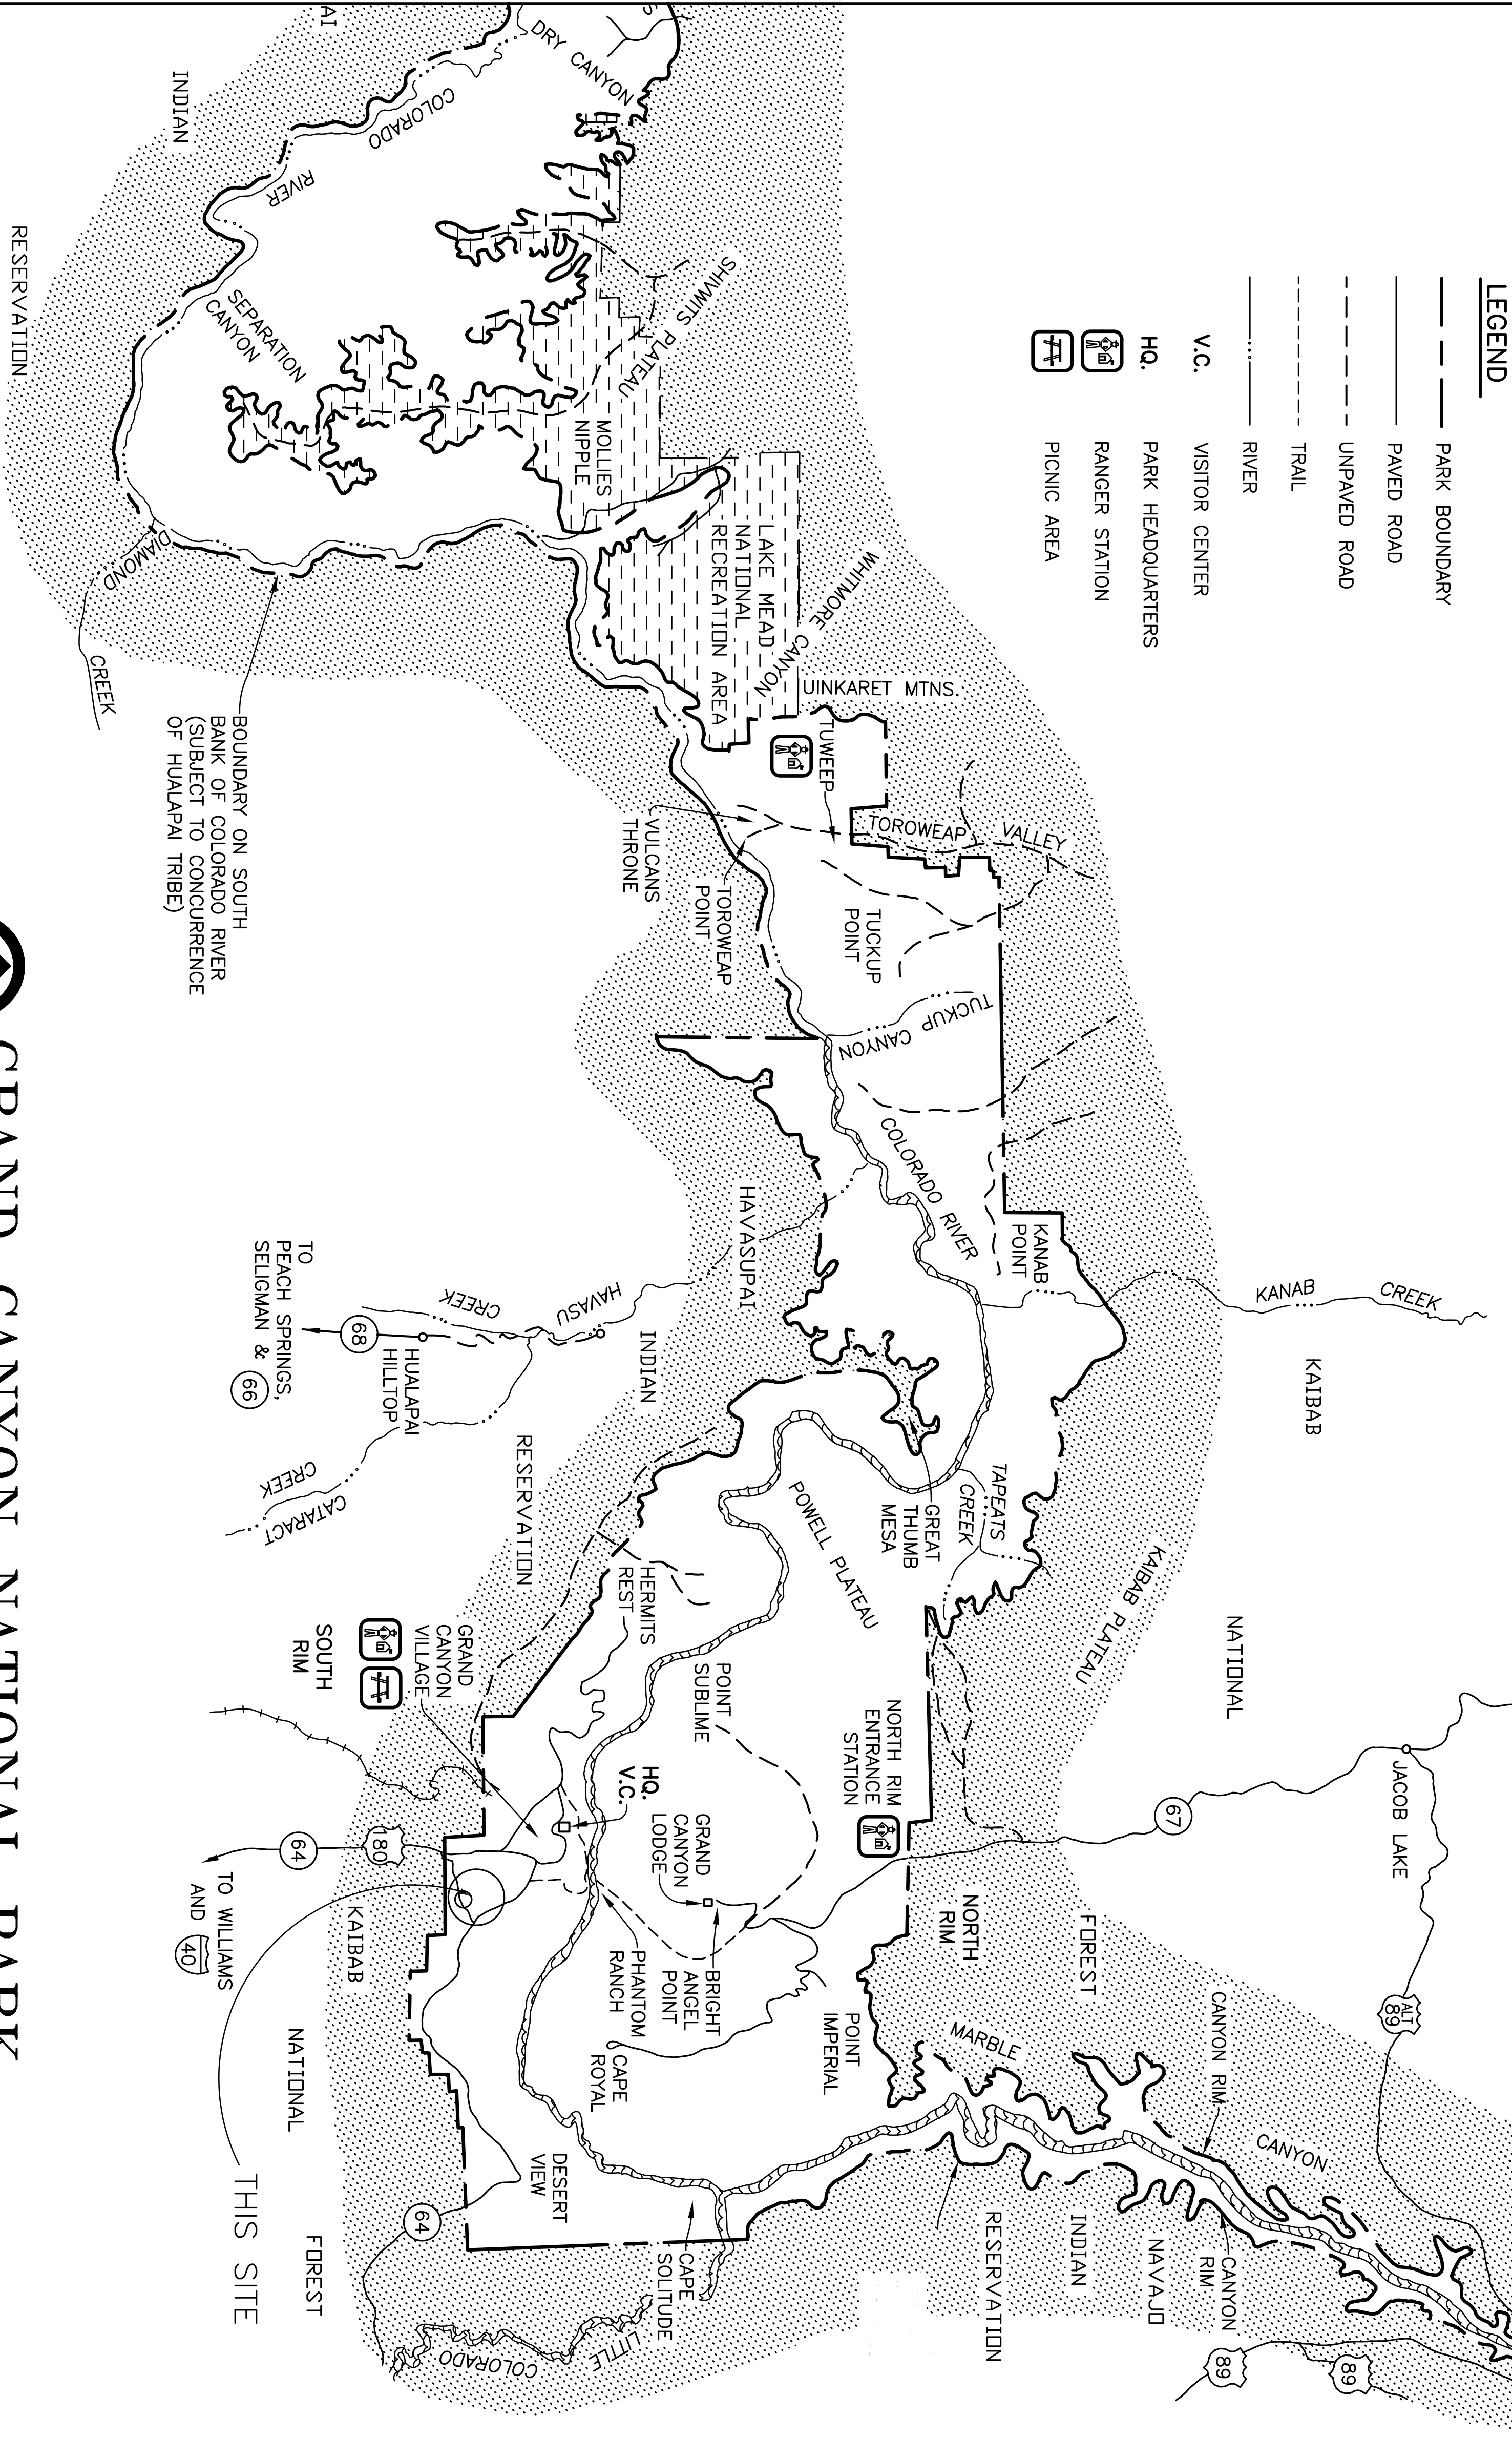 LEGEND
PARK BOUNDARY
PAVED ROAD
UNPAVED ROAD
TRAIL
RIVER
V.C.
VISITOR CENTER
HQ.
PARK HEADQUARTERS
RANGER STATION
PICNIC AREA
DRY CANYON
COLORADO
RIVER
INDIAN
RESERVATION
SEPARATION
CANYON
SHIVWITS PLATEAU
MOLLIES
NIPPLE
LAKE MEAD
NATIONAL
RECREATION AREA
WHITMORE CANYON
UINKARET MTNS.
TUWEEP
DIAMOND
CREEK
BOUNDARY ON SOUTH
BANK OF COLORADO RIVER
(SUBJECT TO CONCURRENCE
OF HUALAPAI TRIBE)
VULCANS
THRONE
TOROWEAP
POINT
TOROWEAP VALLEY
TUCKUP
POINT
TUCKUP CANYON
COLORADO RIVER
KANAB
POINT
KANAB CREEK
KAIBAB
NATIONAL
FOREST
HAVASUPAI
INDIAN
RESERVATION
HAVASU
CREEK
TO
PEACH SPRINGS,
SELIGMAN &
66
68
HUALAPAI
HILLTOP
CATARACT
CREEK
GREAT
THUMB
MESA
TAPEATS
CREEK
POWELL PLATEAU
KAIBAB PLATEAU
HERMITS
REST
GRAND
CANYON
VILLAGE
SOUTH
RIM
POINT
SUBLIME
NORTH RIM
ENTRANCE
STATION
HQ.
V.C.
GRAND
CANYON
LODGE
67
JACOB LAKE
64
180
TO WILLIAMS
AND
40
KAIBAB
NATIONAL
FOREST
NORTH
RIM
PHANTOM
RANCH
BRIGHT
ANGEL
POINT
POINT
IMPERIAL
CAPE
ROYAL
MARBLE
CANYON
CANYON RIM
ALT
89
DESERT
VIEW
THIS SITE
64
CAPE
SOLITUDE
LITTLE
COLORADO
NAVAJO
INDIAN
RESERVATION
CANYON
RIM
89
89
GRAND CANYON NATIONAL PARK